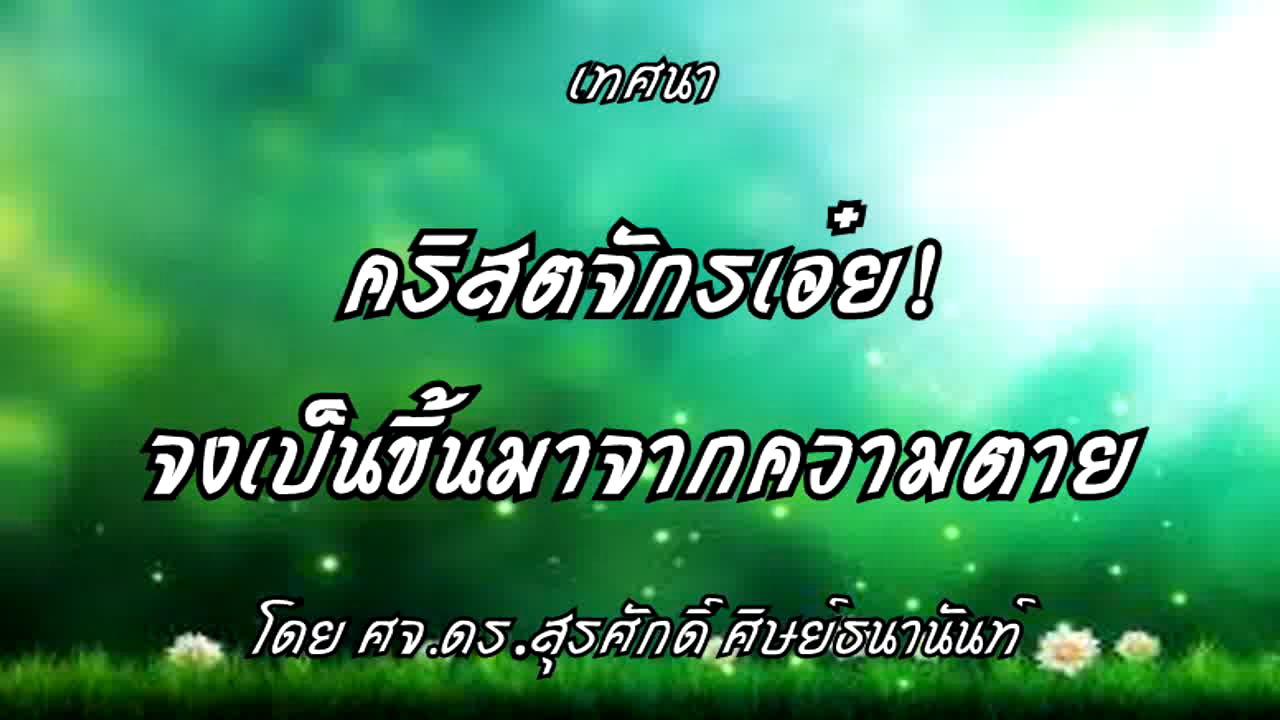 เทศนา
คริสตจักรเอ๋ย!
จงเป็นขึ้นมาจากความตาย
โดย ศจ.ดร.สุรศักดิ์ ศิษย์ธนานันท์